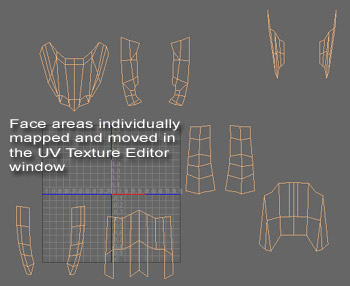 Face areas individually
mapped and moved in
the UV Texture Editor
window